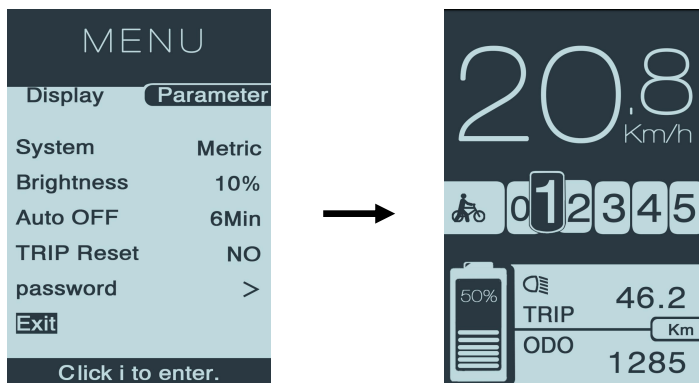 MENU
Display Parameter
System Metric
Brightness 10%
Auto OFF 6Min
TRIP Reset NO
password >
Exit
Click i to enter.
20.8
Km/h
0 1 2 3 4 5
50%
TRIP 46.2
Km
ODO 1285